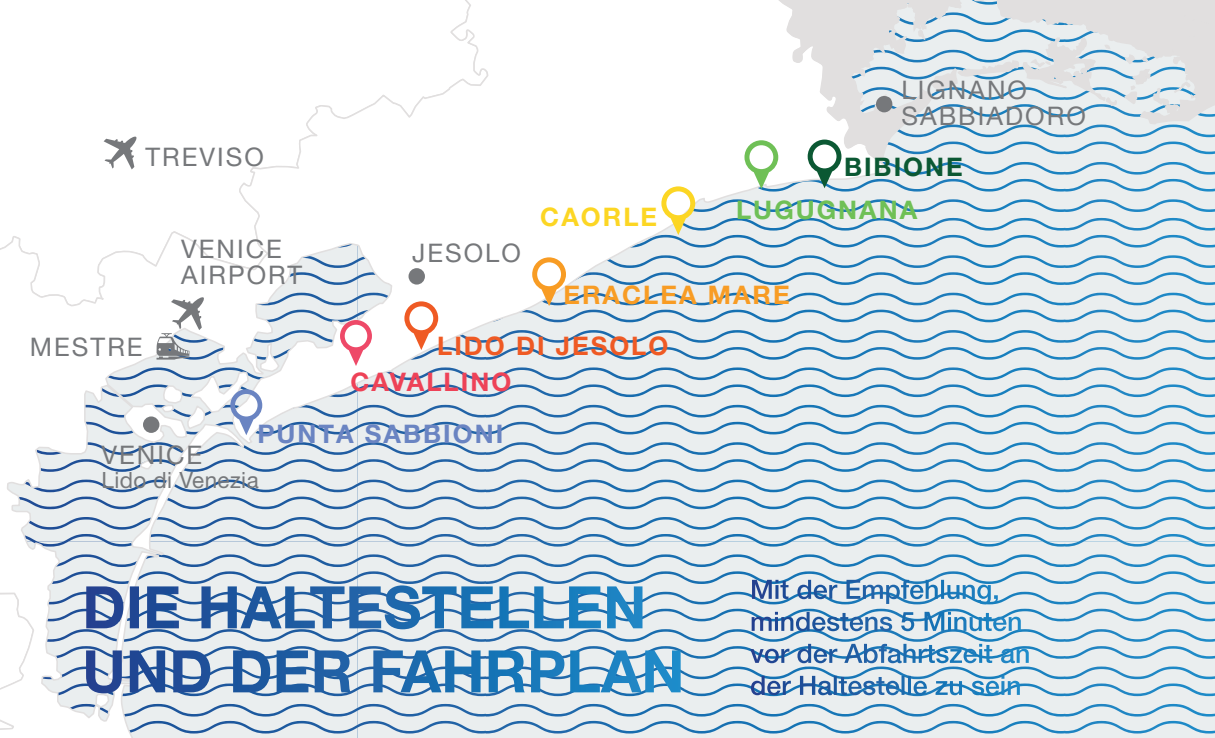 LIGNANO
SABBIADORO
TREVISO
BIBIONE
LUGUGNANA
CAORLE
VENICE
AIRPORT
JESOLO
ERACLEA MARE
MESTRE
LIDO DI JESOLO
CAVALLINO
PUNTA SABBIONI
VENICE
Lido di Venezia
DIE HALTESTELLEN
UND DER FAHRPLAN
Mit der Empfehlung,
mindestens 5 Minuten
vor der Abfahrtszeit an
der Haltestelle zu sein